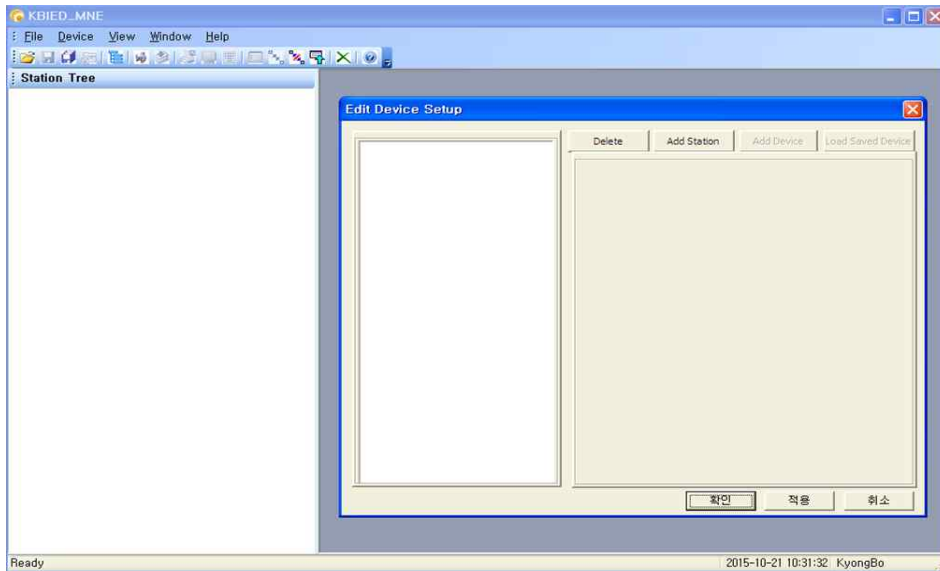 KBIED_MNE
File Device View Window Help
Station Tree
Edit Device Setup
Delete Add Station Add Device Load Saved Device
확인 적용 취소
Ready 2015-10-21 10:31:32 KyongBo